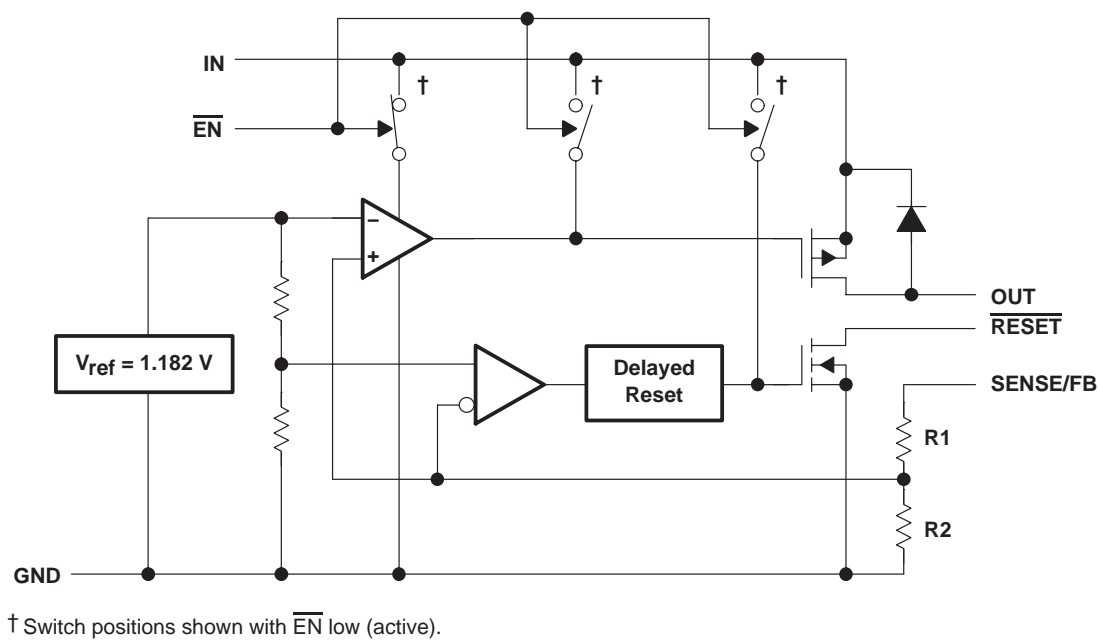 IN
†
†
†
EN
−
+
OUT
RESET
V_ref = 1.182 V
Delayed
Reset
SENSE/FB
R1
R2
GND
† Switch positions shown with EN low (active).